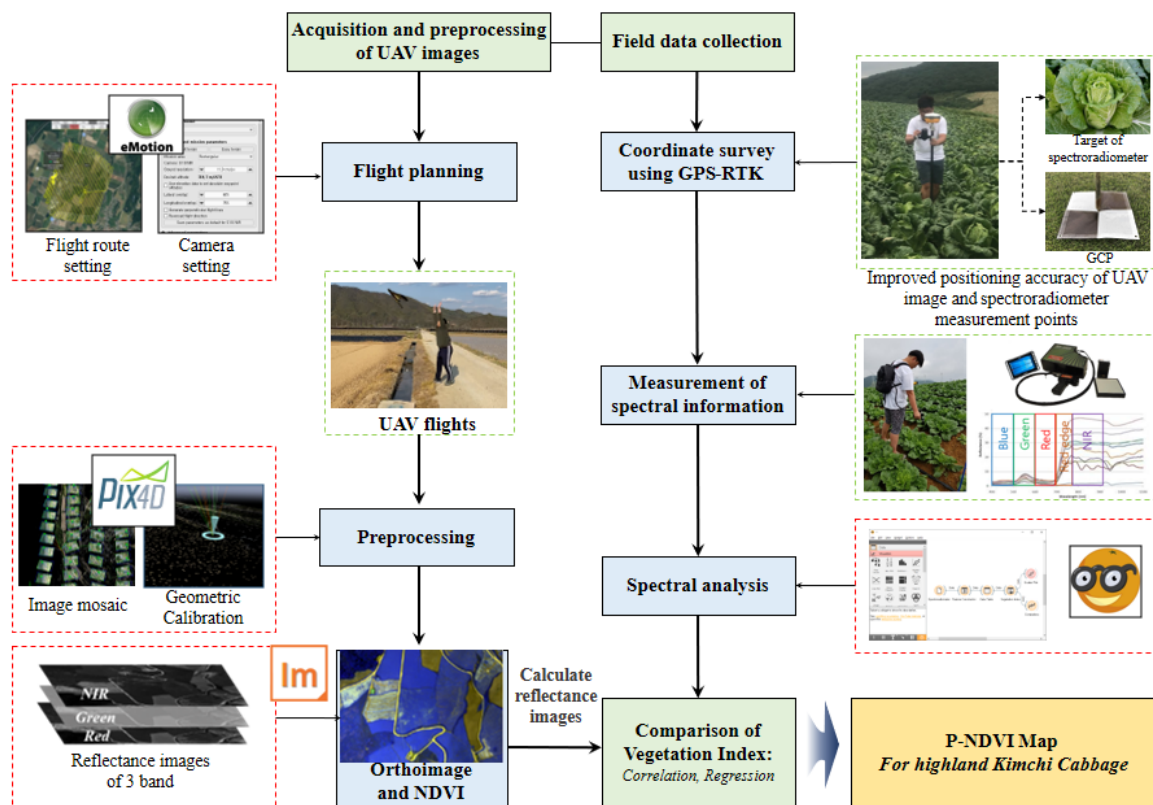 Acquisition and preprocessing
of UAV images
Field data collection
eMotion
Flight route
setting
Camera
setting
Flight planning
Coordinate survey
using GPS-RTK
Target of
spectroradiometer
GCP
Improved positioning accuracy of UAV
image and spectroradiometer
measurement points
UAV flights
Measurement of
spectral information
Blue
Green
Red
Red edge
NIR
PIX4D
Image mosaic
Geometric
Calibration
Preprocessing
Spectral analysis
NIR
Green
Red
Reflectance images
of 3 band
Im
Orthoimage
and NDVI
Calculate
reflectance
images
Comparison of
Vegetation Index:
Correlation, Regression
P-NDVI Map
For highland Kimchi Cabbage